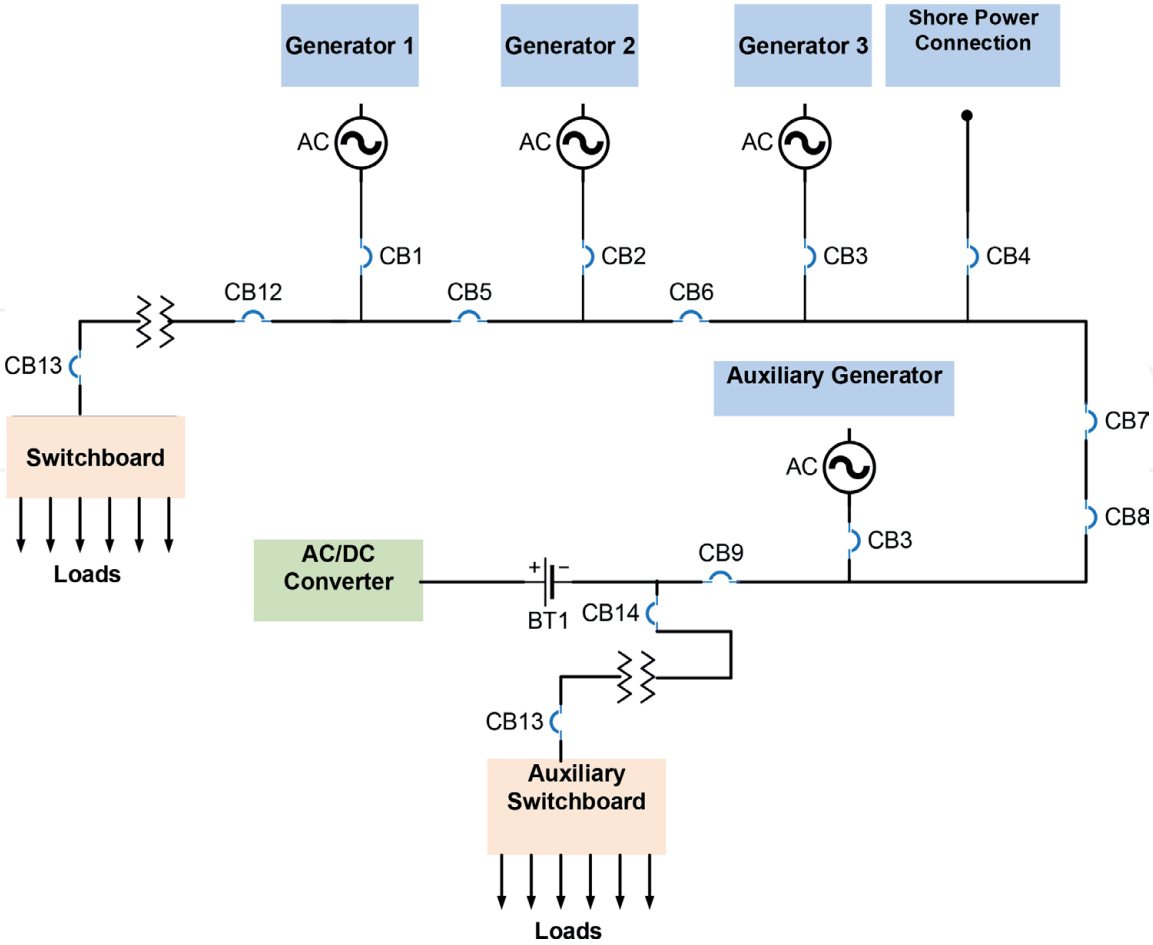 Generator 1
Generator 2
Generator 3
Shore Power
Connection
AC
AC
AC
CB1
CB2
CB3
CB4
CB12
CB5
CB6
CB13
Auxiliary Generator
CB7
Switchboard
AC
CB8
CB3
Loads
AC/DC
Converter
+
−
CB9
BT1
CB14
CB13
Auxiliary
Switchboard
Loads